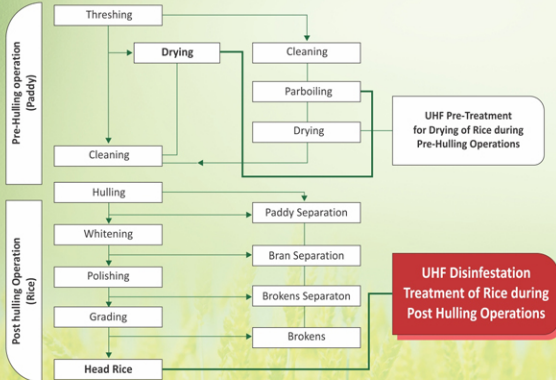 Pre-Hulling operation
(Paddy)
Threshing
Drying
Cleaning
Parboiling
Drying
Cleaning
UHF Pre-Treatment
for Drying of Rice during
Pre-Hulling Operations
Post hulling Operation
(Rice)
Hulling
Paddy Separation
Whitening
Bran Separation
Polishing
Brokens Separaton
Grading
Brokens
Head Rice
UHF Disinfestation
Treatment of Rice during
Post Hulling Operations